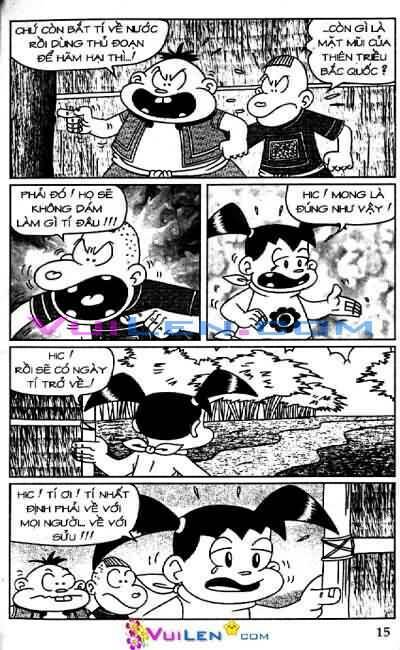 CHỨ CÒN BẮT TÍ VỀ NƯỚC
RỒI DÙNG THỦ ĐOẠN
ĐỂ HÃM HẠI THÌ...!
...CÒN GÌ LÀ
MẶT MŨI CỦA
THIÊN TRIỀU
BẮC QUỐC?
PHẢI ĐÓ! HỌ SẼ
KHÔNG DÁM
LÀM GÌ TÍ ĐÂU!!!
HIC! MONG LÀ
ĐÚNG NHƯ VẬY!
VUILEN.COM
HIC!
RỒI SẼ CÓ NGÀY
TÍ TRỞ VỀ...!
HIC! TÍ ƠI! TÍ NHẤT
ĐỊNH PHẢI VỀ VỚI
MỌI NGƯỜI... VỀ VỚI
SỬU!!!
15
VUILEN.COM